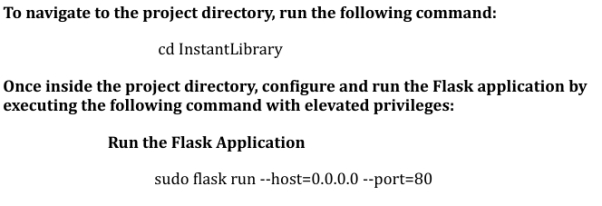 To navigate to the project directory, run the following command:
cd InstantLibrary
Once inside the project directory, configure and run the Flask application by
executing the following command with elevated privileges:
Run the Flask Application
sudo flask run --host=0.0.0.0 --port=80